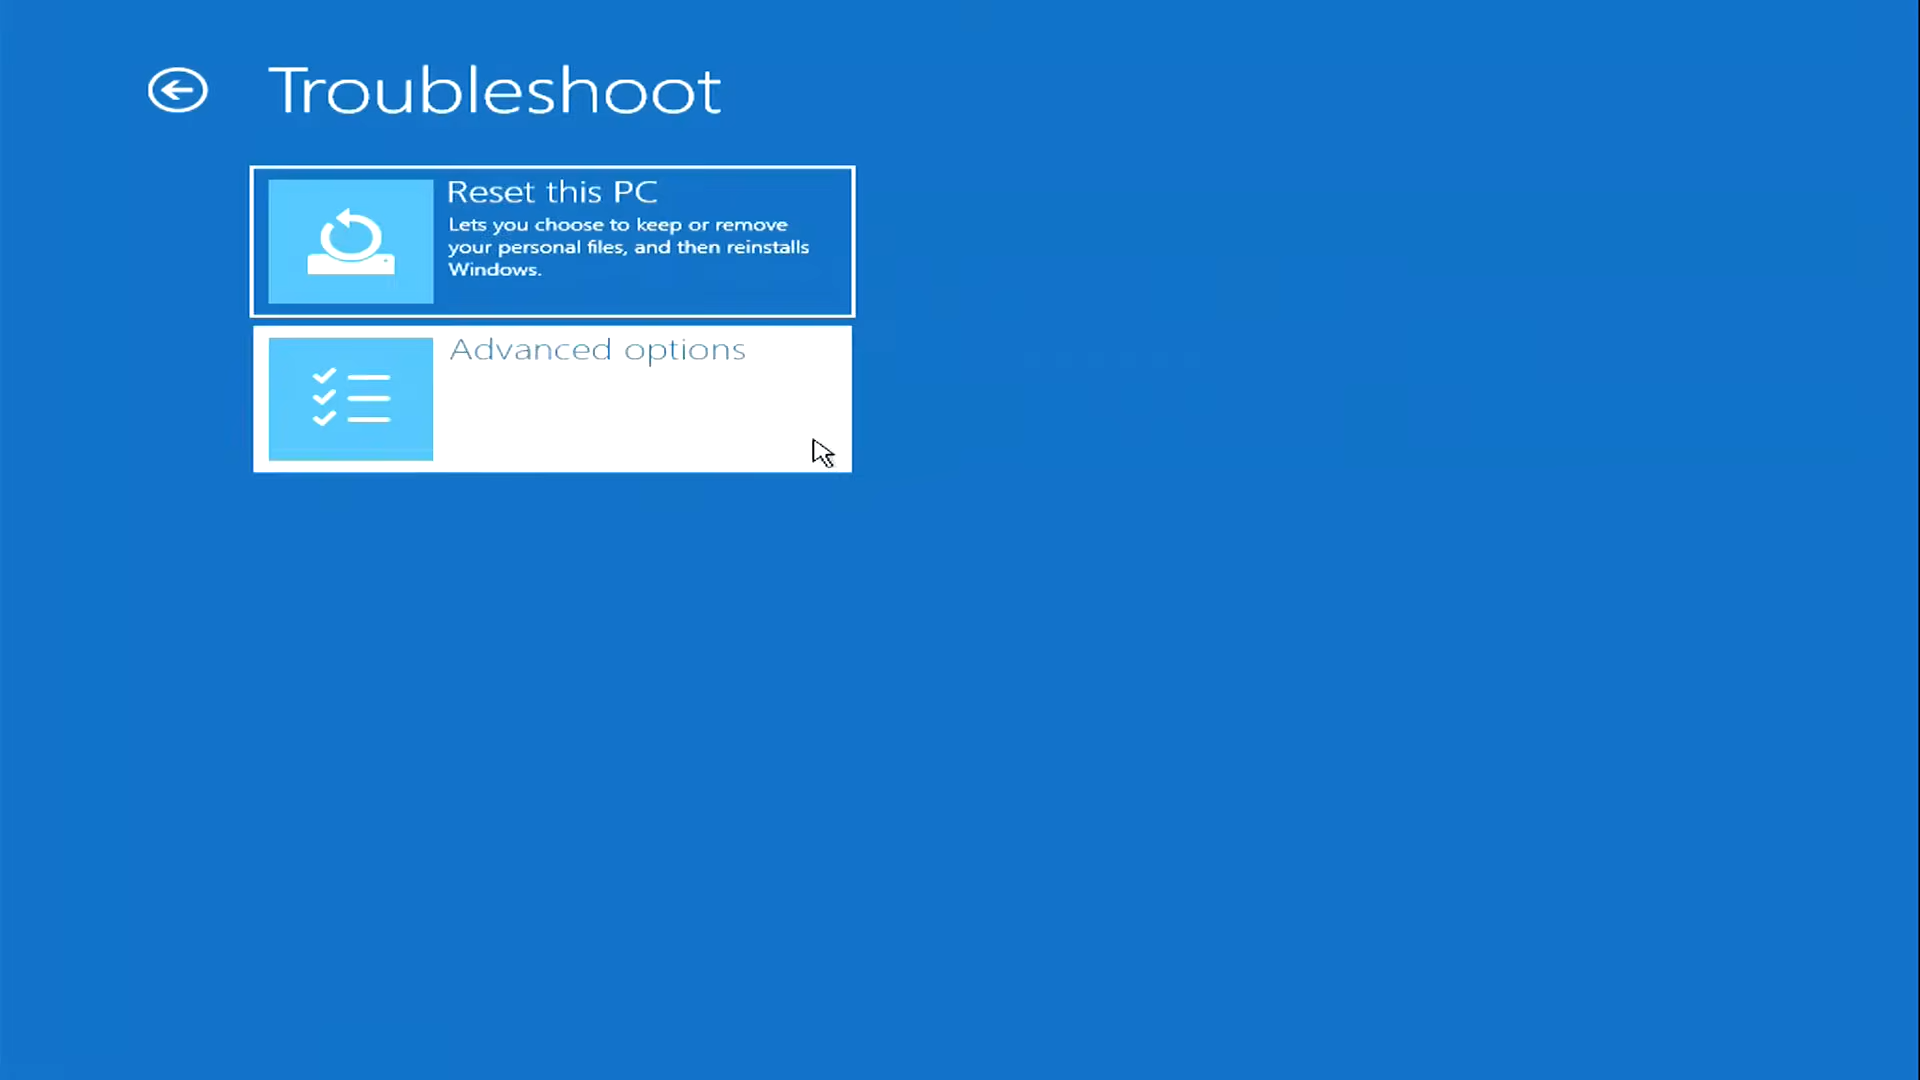 Troubleshoot
Reset this PC
Lets you choose to keep or remove
your personal files, and then reinstalls
Windows.
Advanced options